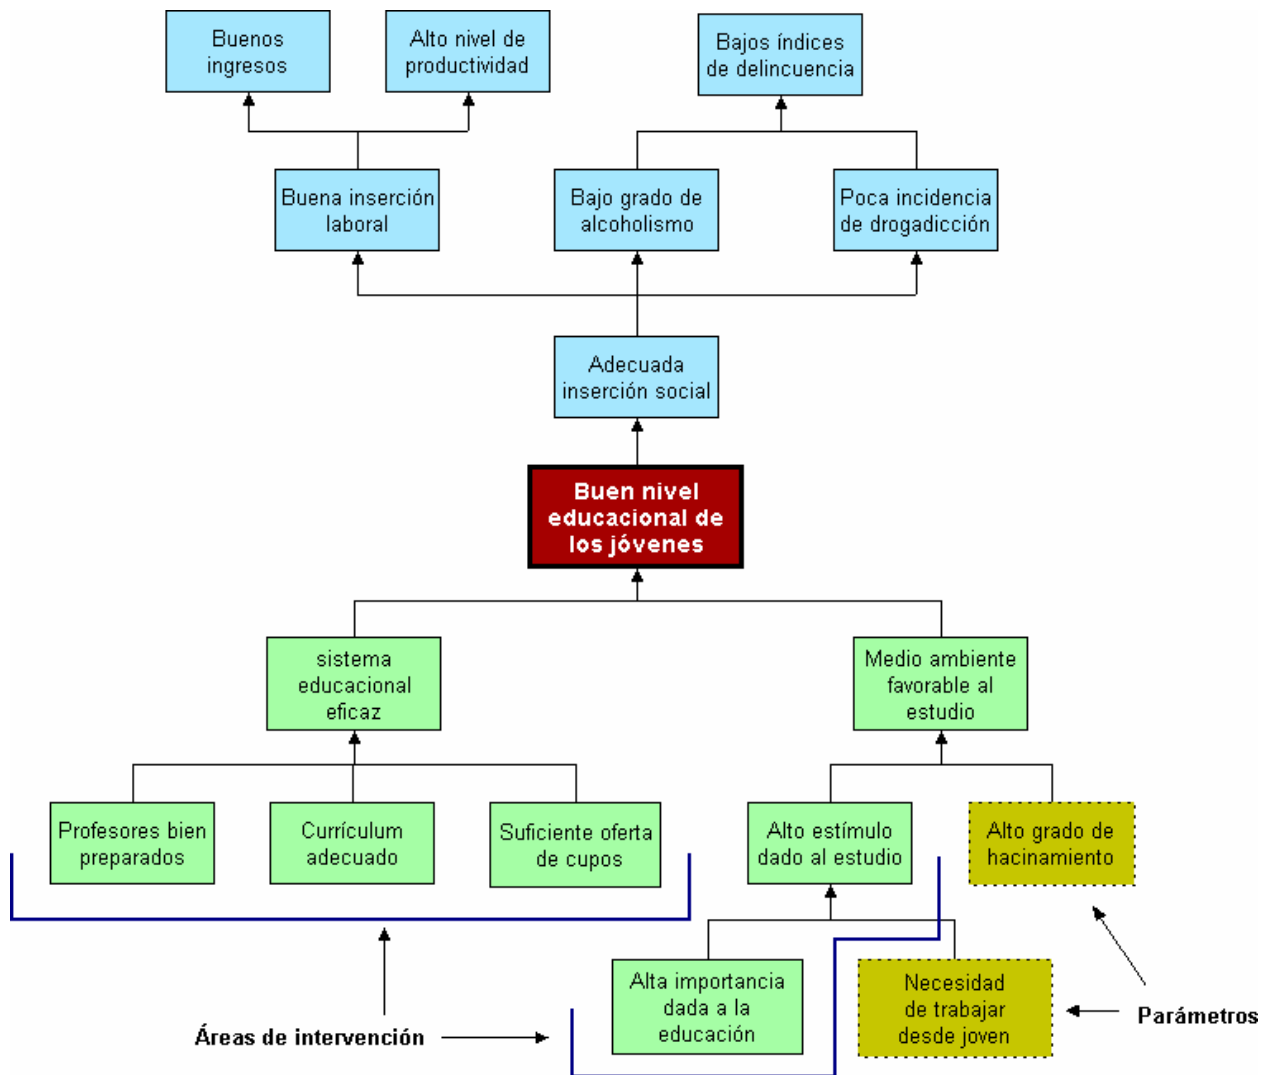 Buenos
ingresos
Alto nivel de
productividad
Bajos índices
de delincuencia
Buena inserción
laboral
Bajo grado de
alcoholismo
Poca incidencia
de drogadicción
Adecuada
inserción social
Buen nivel
educacional de
los jóvenes
sistema
educacional
eficaz
Medio ambiente
favorable al
estudio
Profesores bien
preparados
Currículum
adecuado
Suficiente oferta
de cupos
Alto estímulo
dado al estudio
Alto grado de
hacinamiento
Alta importancia
dada a la
educación
Necesidad
de trabajar
desde joven
Áreas de intervención
Parámetros